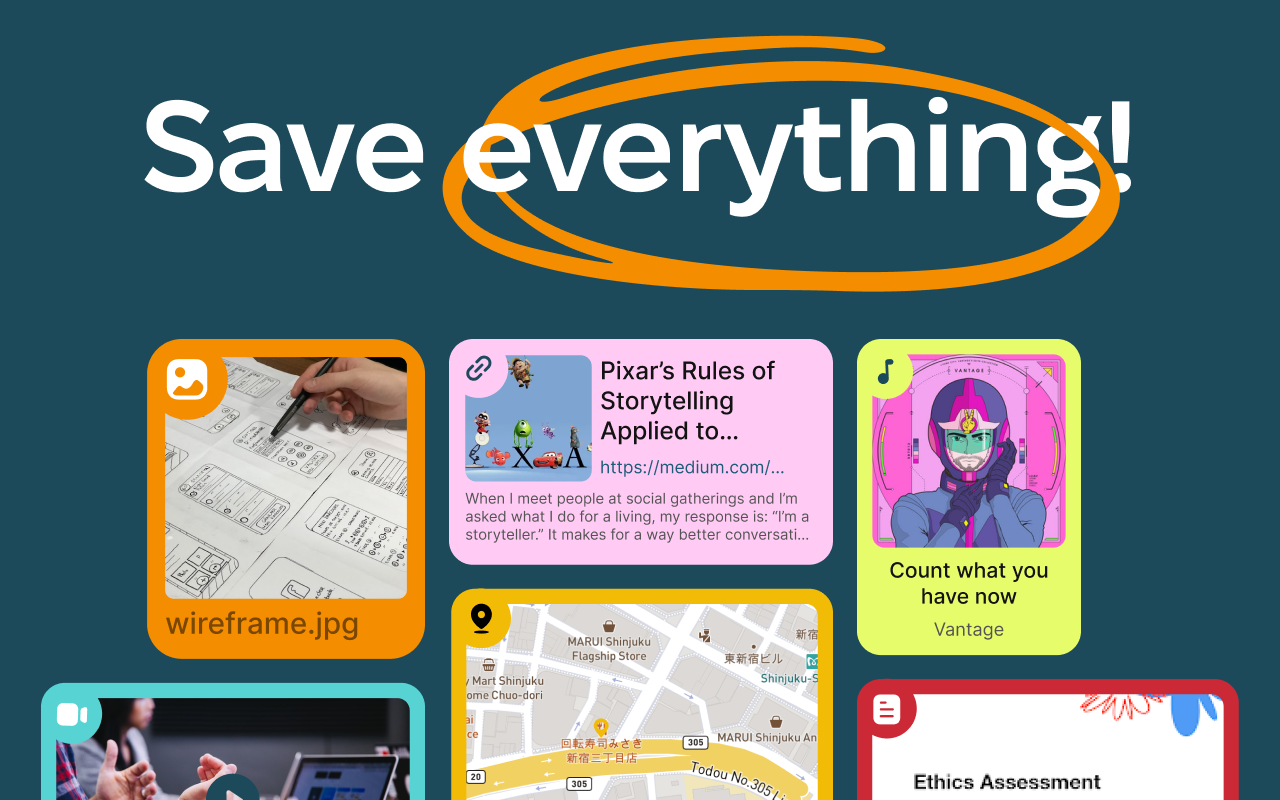 Save everything!
wireframe.jpg
Pixar’s Rules of
Storytelling
Applied to...
https://medium.com/...
When I meet people at social gatherings and I’m
asked what I do for a living, my response is: “I’m a
storyteller.” It makes for a way better conversati...
VANTAGE
Count what you
have now
Vantage
MARUI Shinjuku
Flagship Store
新宿
東新宿ビル
Shinjuku-S
y Mart Shinjuku
ome Chuo-dori
ai
ce
回転寿司みさき
新宿三丁目店
305
MARUI Shinjuku An
20
305
Todou No.305 Li
Ethics Assessment